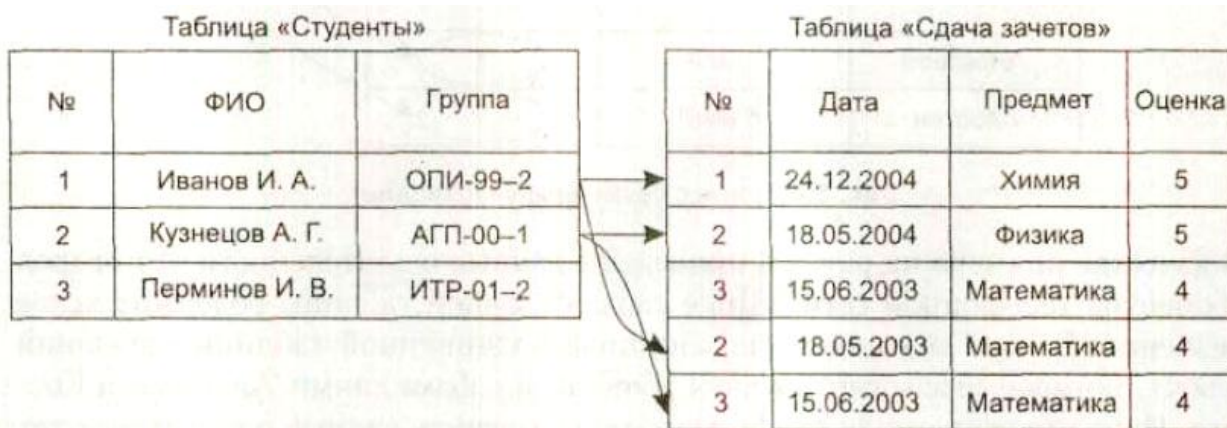 Таблица «Студенты»
№ ФИО Группа
1 Иванов И. А. ОПИ-99–2
2 Кузнецов А. Г. АГП-00–1
3 Перминов И. В. ИТР-01–2
Таблица «Сдача зачетов»
№ Дата Предмет Оценка
1 24.12.2004 Химия 5
2 18.05.2004 Физика 5
3 15.06.2003 Математика 4
2 18.05.2003 Математика 4
3 15.06.2003 Математика 4